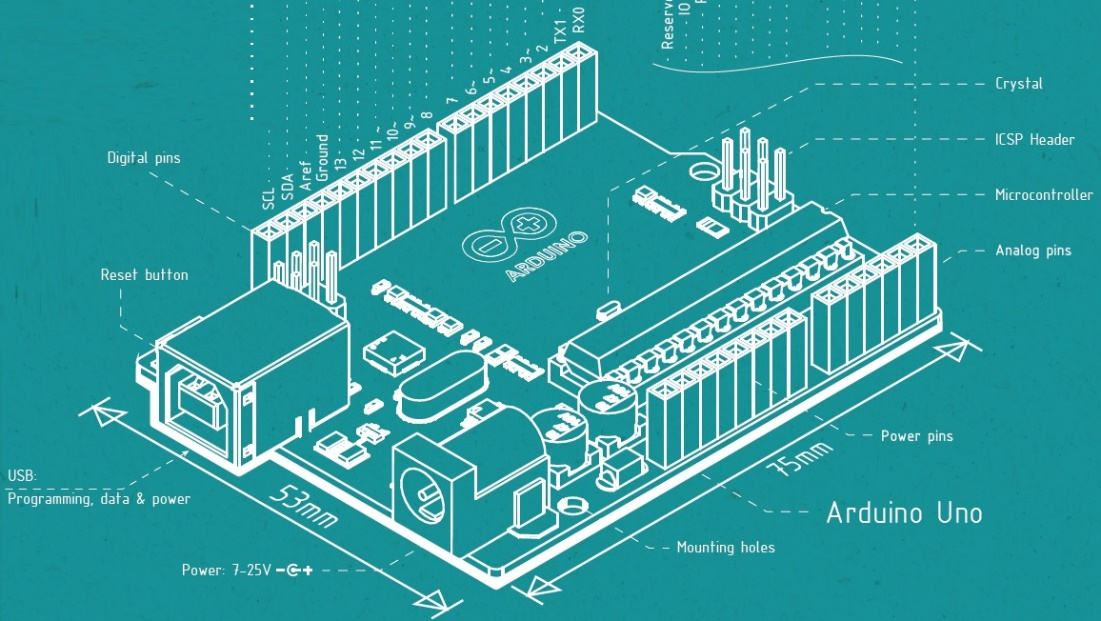 Reserve
IO
TX1
RX0
2
3~
4
5
6~
7
8
9~
10~
11~
12
13
Ground
Aref
SDA
SCL
Digital pins
Reset button
USB:
Programming, data & power
Power: 7-25V
53mm
75mm
ARDUINO
Crystal
ICSP Header
Microcontroller
Analog pins
Power pins
Arduino Uno
Mounting holes